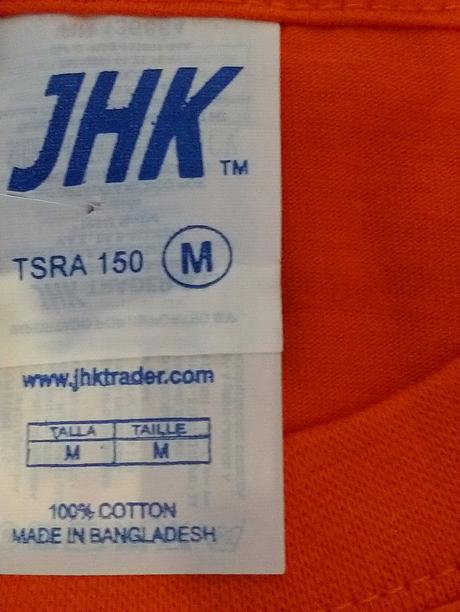 JHK TM
TSRA 150 M
www.jhktrader.com
TALLA TAILLE
M M
100% COTTON
MADE IN BANGLADESH